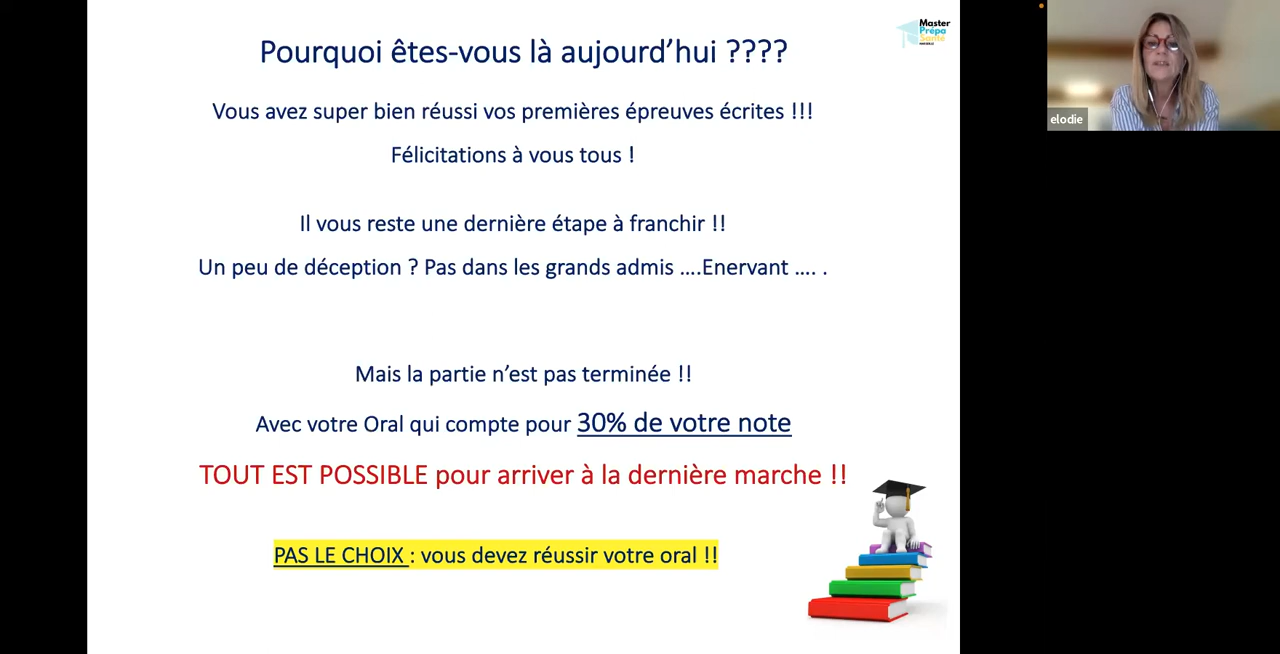 Pourquoi êtes-vous là aujourd’hui ????
Master
Prépa
Santé
Vous avez super bien réussi vos premières épreuves écrites !!!
Félicitations à vous tous !
Il vous reste une dernière étape à franchir !!
Un peu de déception ? Pas dans les grands admis ….Enervant …. .
Mais la partie n’est pas terminée !!
Avec votre Oral qui compte pour 30% de votre note
TOUT EST POSSIBLE pour arriver à la dernière marche !!
PAS LE CHOIX : vous devez réussir votre oral !!
elodie